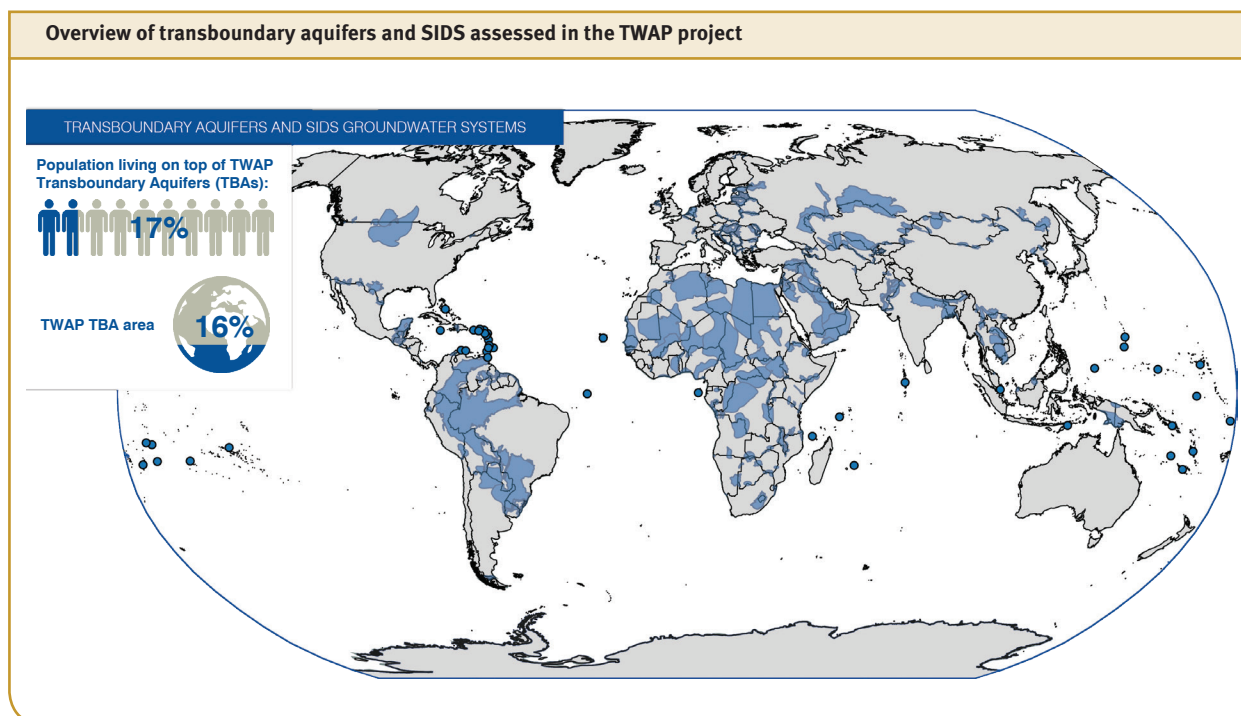 Overview of transboundary aquifers and SIDS assessed in the TWAP project
TRANSBOUNDARY AQUIFERS AND SIDS GROUNDWATER SYSTEMS
Population living on top of TWAP
Transboundary Aquifers (TBAs):
17%
TWAP TBA area
16%